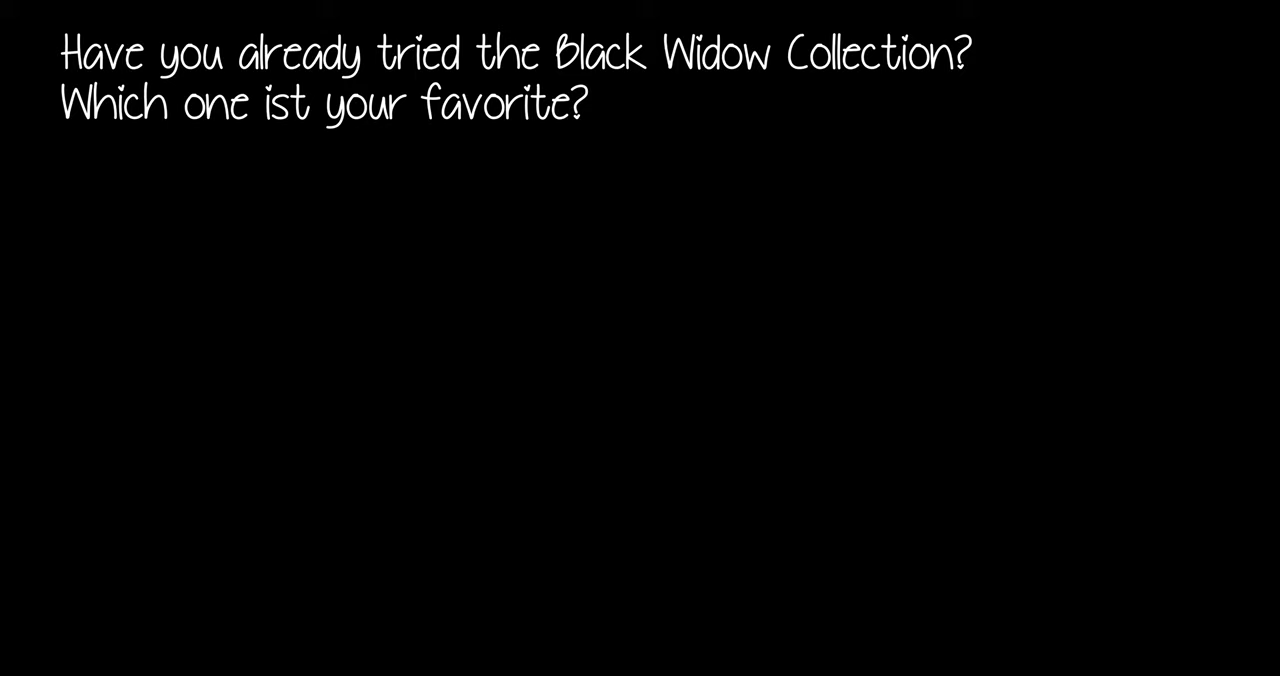 Have you already tried the Black Widow Collection?
Which one ist your favorite?